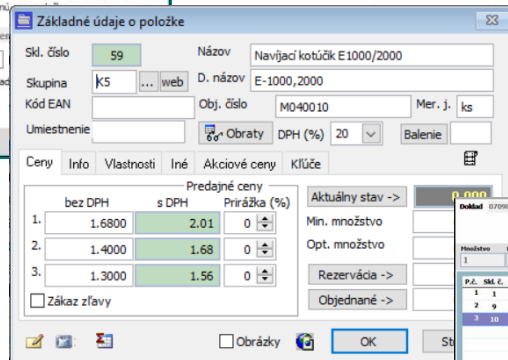 Základné údaje o položke
Skl. číslo 59 Názov Navíjací kotúčik E1000/2000
Skupina K5 ... web D. názov E-1000,2000
Kód EAN Obj. číslo M040010 Mer. j. ks
Umiestnenie Obraty DPH (%) 20 Balenie
Ceny Info Vlastnosti Iné Akciové ceny Kľúče
Predajné ceny
bez DPH s DPH Prirážka (%)
1. 1.6800 2.01 0
2. 1.4000 1.68 0
3. 1.3000 1.56 0
Zákaz zľavy
Aktuálny stav -> 0.000
Min. množstvo
Opt. množstvo
Rezervácia ->
Objednané ->
Doklad
Množstvo
1
P.č. Skl. č.
1 1
2 9
3 10
Obrázky OK